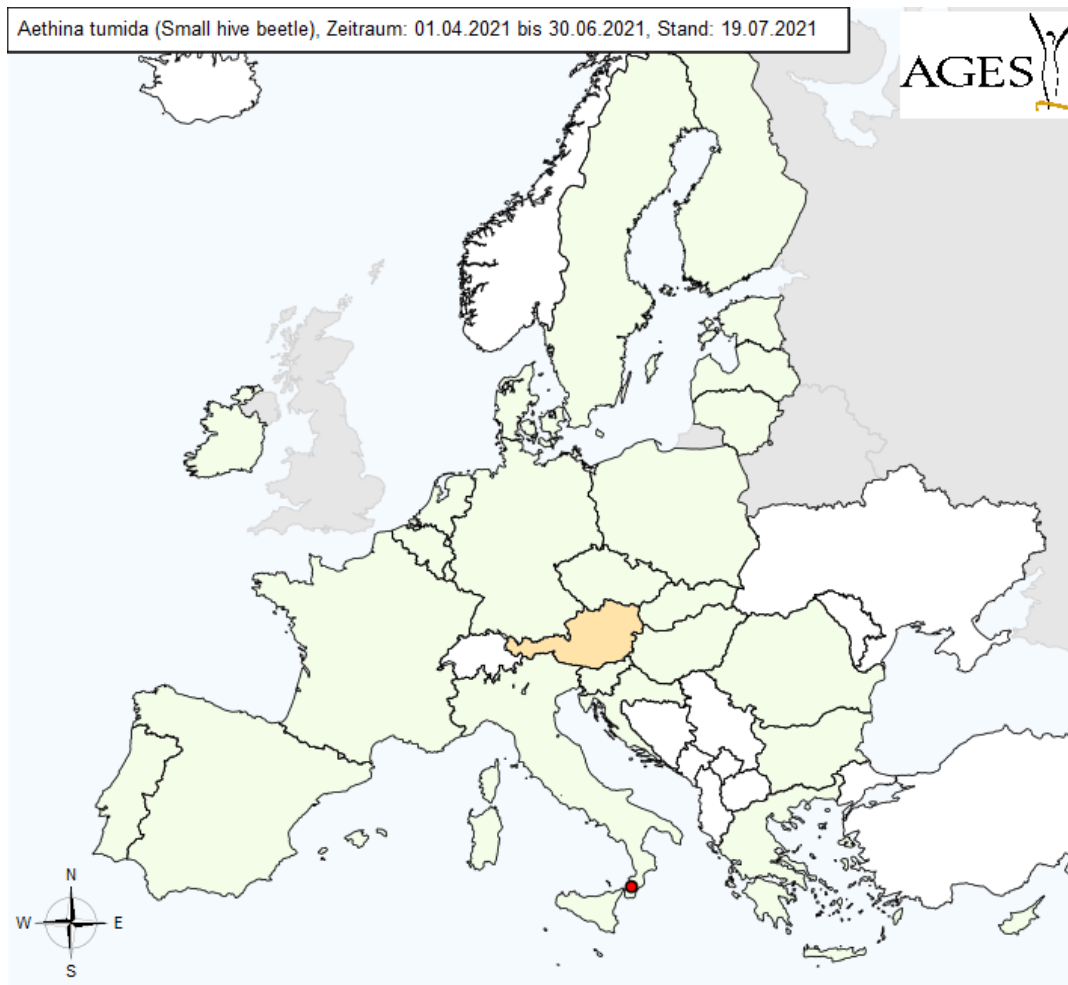 Aethina tumida (Small hive beetle), Zeitraum: 01.04.2021 bis 30.06.2021, Stand: 19.07.2021
AGES
N
W E
S